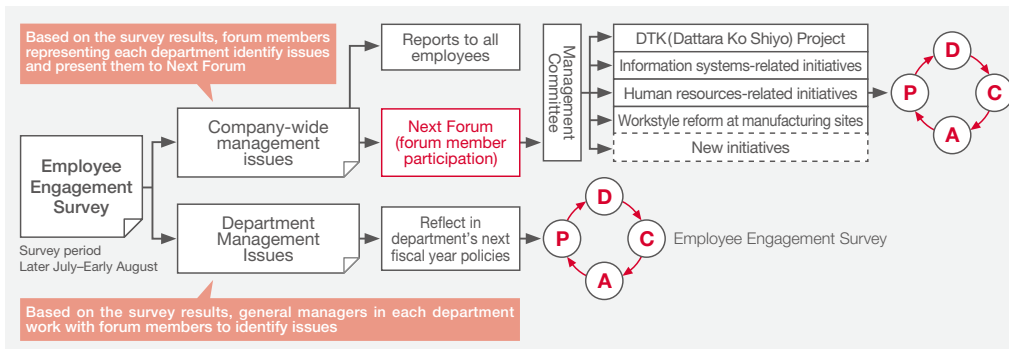 Based on the survey results, forum members
representing each department identify issues
and present them to Next Forum
Reports to all
employees
Management
Committee
DTK(Dattara Ko Shiyo) Project
Information systems-related initiatives
Human resources-related initiatives
Workstyle reform at manufacturing sites
New initiatives
P
D
C
A
Company-wide
management
issues
Next Forum
(forum member
participation)
Employee
Engagement
Survey
Survey period
Later July–Early August
Department
Management
Issues
Reflect in
department's next
fiscal year policies
P
D
C
A
Employee Engagement Survey
Based on the survey results, general managers in each department
work with forum members to identify issues